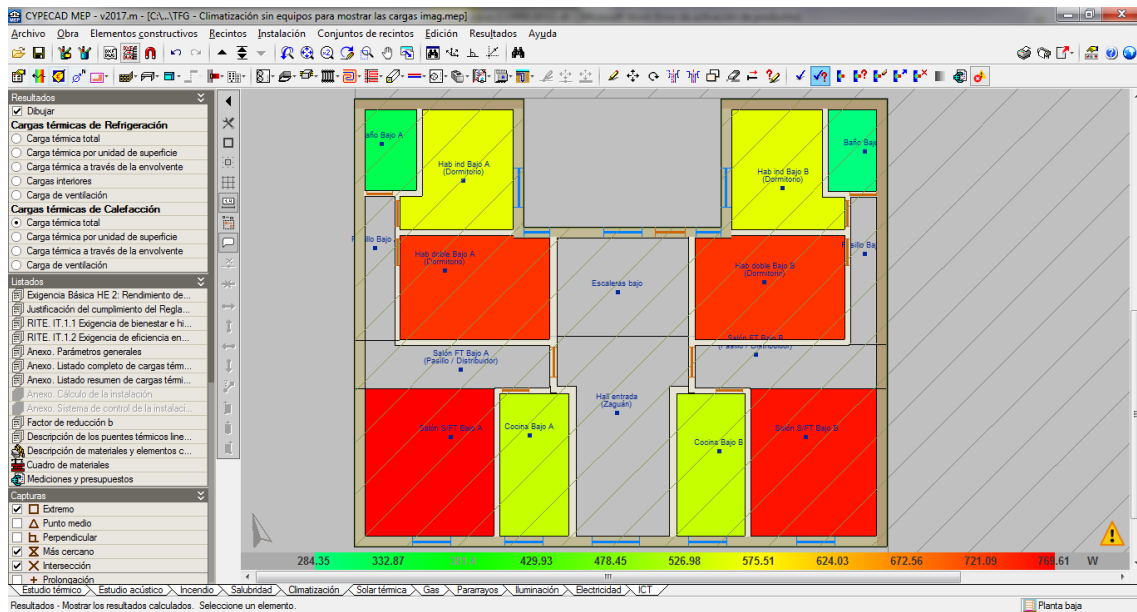 CYPECAD MEP - v2017.m - [C:\...\TFG - Climatización sin equipos para mostrar las cargas imag.mep]
Archivo Obra Elementos constructivos Recintos Instalación Conjuntos de recintos Edición Resultados Ayuda
Resultados
Dibujar
Cargas térmicas de Refrigeración
Carga térmica total
Carga térmica por unidad de superficie
Carga térmica a través de la envolvente
Cargas interiores
Carga de ventilación
Cargas térmicas de Calefacción
Carga térmica total
Carga térmica por unidad de superficie
Carga térmica a través de la envolvente
Carga de ventilación
Listados
Exigencia Básica HE 2: Rendimiento de...
Justificación del cumplimiento del Regla...
RITE. IT.1.1 Exigencia de bienestar e hi...
RITE. IT.1.2 Exigencia de eficiencia en...
Anexo. Parámetros generales
Anexo. Listado completo de cargas térm...
Anexo. Listado resumen de cargas térmi...
Anexo. Cálculo de la instalación
Anexo. Sistema de control de la instalaci...
Factor de reducción b
Descripción de los puentes térmicos line...
Descripción de materiales y elementos c...
Cuadro de materiales
Mediciones y presupuestos
Capturas
Extremo
Punto medio
Perpendicular
Más cercano
Intersección
Prolongación
año Bajo A
Hab ind Bajo A
(Dormitorio)
Hab ind Bajo B
(Dormitorio)
Baño Baj
sillo Bajo
Hab doble Bajo A
(Dormitorio)
Escaleras bajo
Hab doble Bajo B
(Dormitorio)
sillo Baj
Salón FT Bajo A
(Pasillo / Distribuidor)
Salón FT Bajo B
(Pasillo / Distribuidor)
Hall entrada
(Zaguán)
Salón S/FT Bajo A
Cocina Bajo A
Cocina Bajo B
Salón S/FT Bajo B
284.35 332.87 429.93 478.45 526.98 575.51 624.03 672.56 721.09 769.61 W
Estudio térmico Estudio acústico Incendio Salubridad Climatización Solar térmica Gas Pararrayos Iluminación Electricidad ICT
Resultados - Mostrar los resultados calculados. Seleccione un elemento.
Planta baja